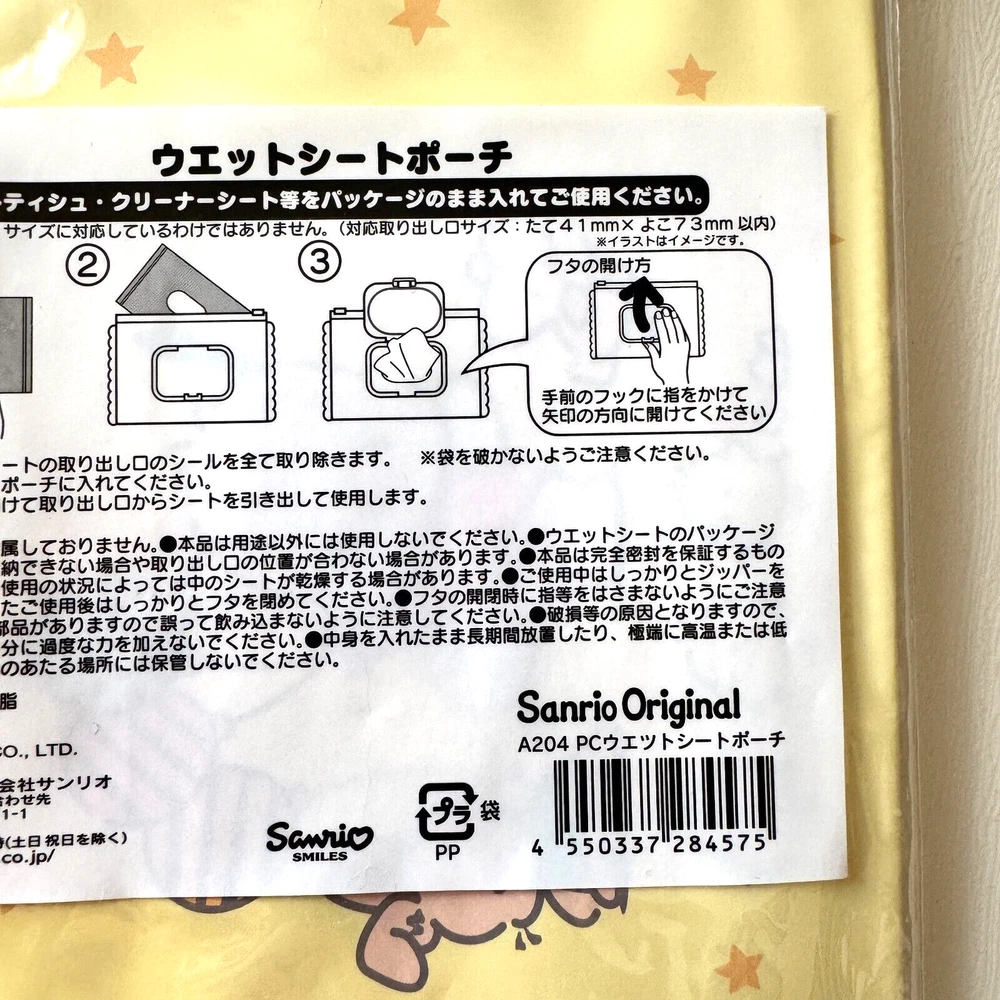 ウエットシートポーチ
ティシュ・クリーナーシート等をパッケージのまま入れてご使用ください。
サイズに対応しているわけではありません。（対応取り出し口サイズ：たて41mm× よこ73mm 以内）
※イラストはイメージです。
②
③
フタの開け方
手前のフックに指をかけて
矢印の方向に開けてください
ートの取り出し口のシールを全て取り除きます。 ※袋を破かないようご注意ください。
ポーチに入れてください。
けて取り出し口からシートを引き出して使用します。
属しておりません。●本品は用途以外には使用しないでください。●ウエットシートのパッケージ
納できない場合や取り出し口の位置が合わない場合があります。●本品は完全密封を保証するもの
使用の状況によっては中のシートが乾燥する場合があります。●ご使用中はしっかりとジッパーを
たご使用後はしっかりとフタを閉めてください。●フタの開閉時に指等をはさまないようにご注意
部品がありますので誤って飲み込まないように注意してください。●破損等の原因となりますので、
分に過度な力を加えないでください。●中身を入れたまま長期間放置したり、極端に高温または低
のあたる場所には保管しないでください。
脂
CO., LTD.
会社サンリオ
合わせ先
1-1
時(土日祝日を除く)
.co.jp/
Sanrio
SMILES
プラ 袋
PP
Sanrio Original
A204 PCウエツトシートポーチ
4 550337 284575